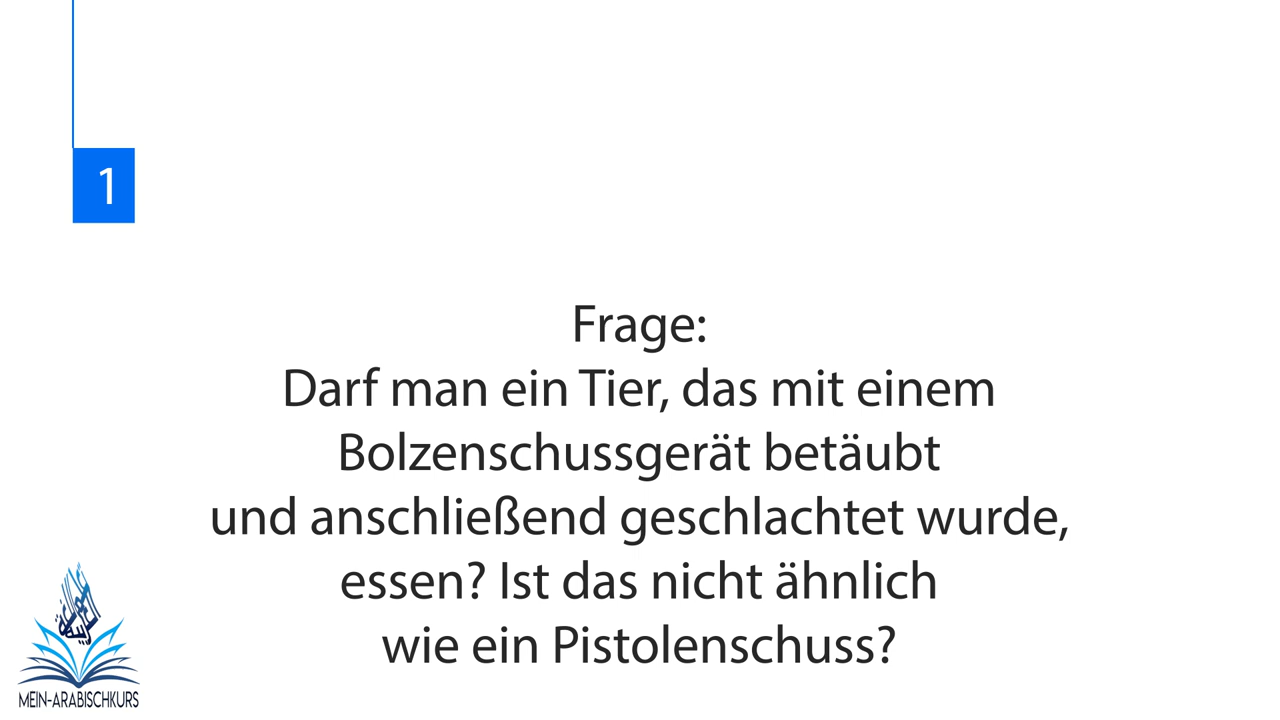 1
Frage:
Darf man ein Tier, das mit einem
Bolzenschussgerät betäubt
und anschließend geschlachtet wurde,
essen? Ist das nicht ähnlich
wie ein Pistolenschuss?
MEIN-ARABISCHKURS